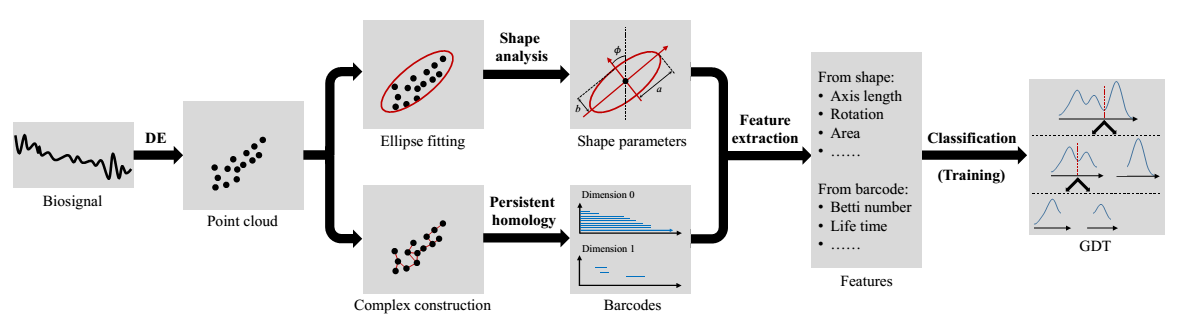 Biosignal
DE
Point cloud
Ellipse fitting
Shape
analysis
ϕ
a
b
Shape parameters
Complex construction
Persistent
homology
Dimension 0
Dimension 1
Barcodes
Feature
extraction
From shape:
• Axis length
• Rotation
• Area
• ……
From barcode:
• Betti number
• Life time
• ……
Features
Classification
(Training)
GDT